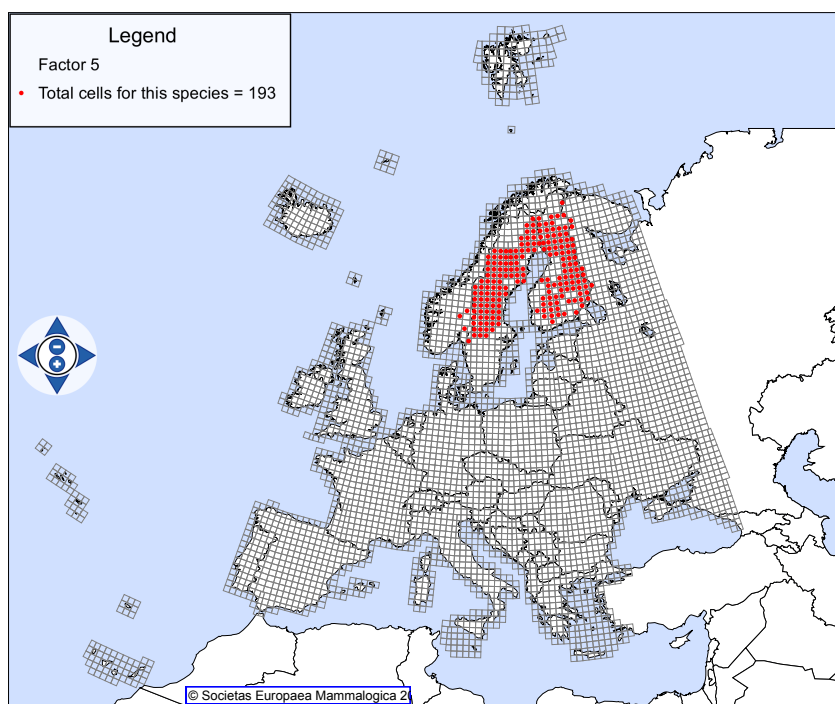 Legend
Factor 5
Total cells for this species = 193
© Societas Europaea Mammalogica